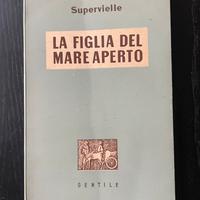 Supervielle
LA FIGLIA DEL
MARE APERTO
GENTILE